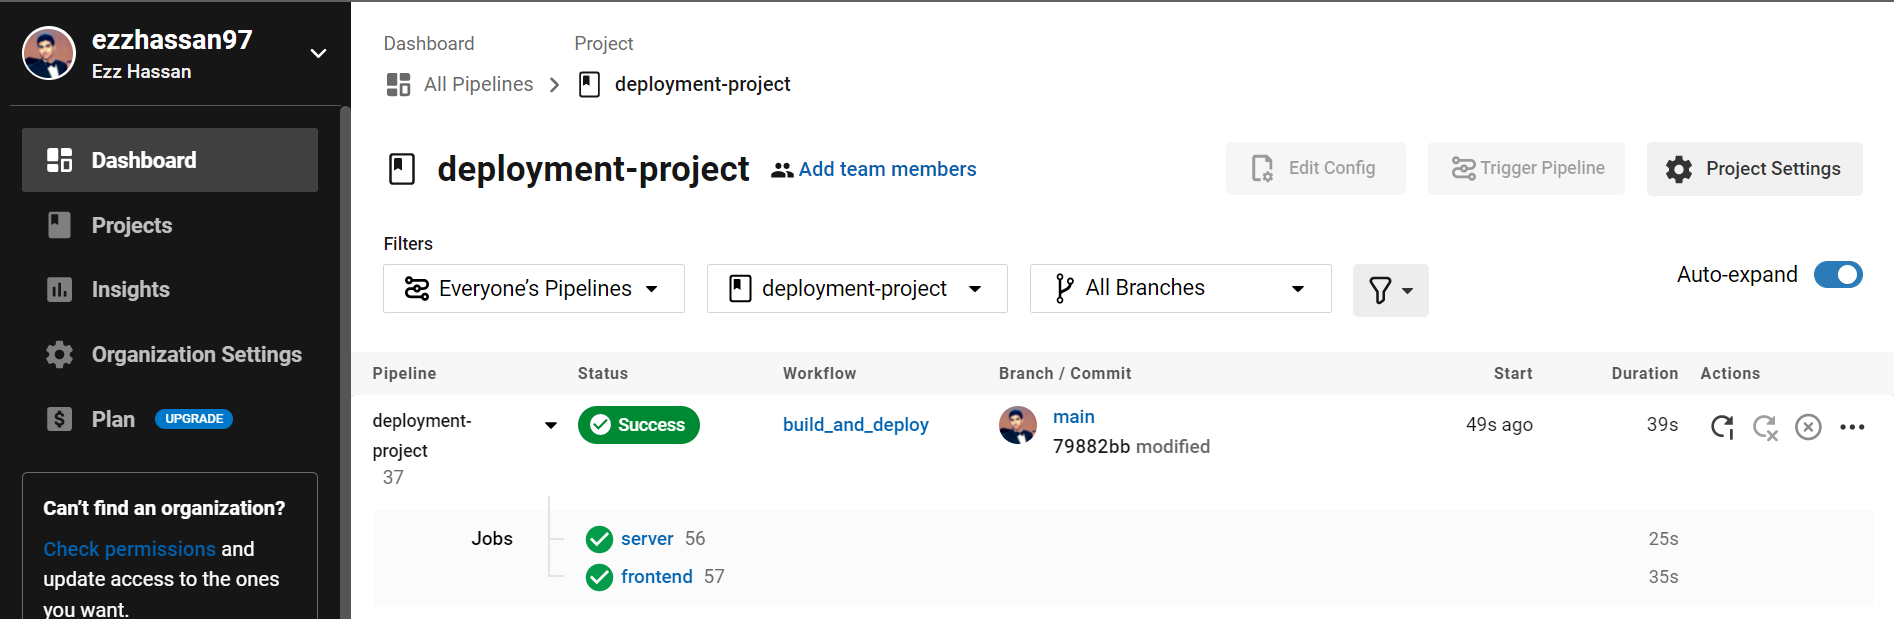 ezzhassan97
Ezz Hassan
Dashboard
Projects
Insights
Organization Settings
Plan UPGRADE
Can't find an organization?
Check permissions and
update access to the ones
you want.
Dashboard Project
All Pipelines deployment-project
deployment-project Add team members Edit Config Trigger Pipeline Project Settings
Filters
Everyone's Pipelines deployment-project All Branches Auto-expand
Pipeline Status Workflow Branch / Commit Start Duration Actions
deployment-
project
37
Success build_and_deploy main 49s ago 39s
79882bb modified
Jobs server 56 25s
frontend 57 35s